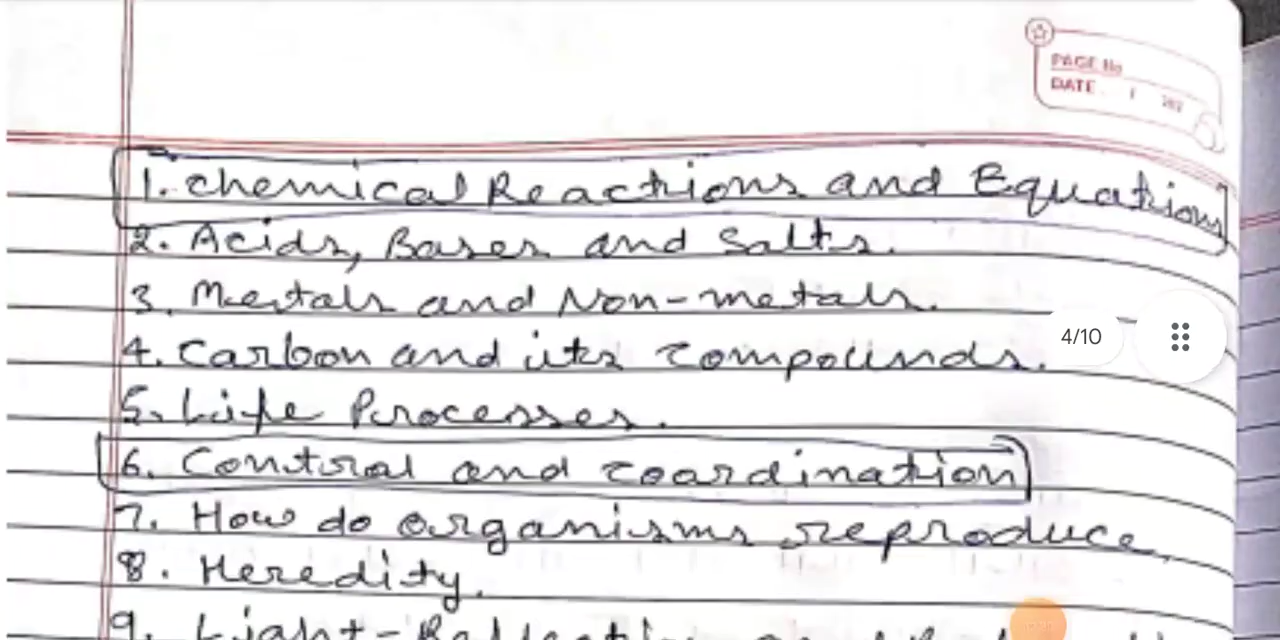 PAGE No
DATE
1. Chemical Reactions and Equations
2. Acids, Bases and Salts.
3. Metals and Non-metals.
4. Carbon and its compounds.
4/10
5. Life Processes.
6. Control and coordination
7. How do organisms reproduce.
8. Heredity.
9. Light-